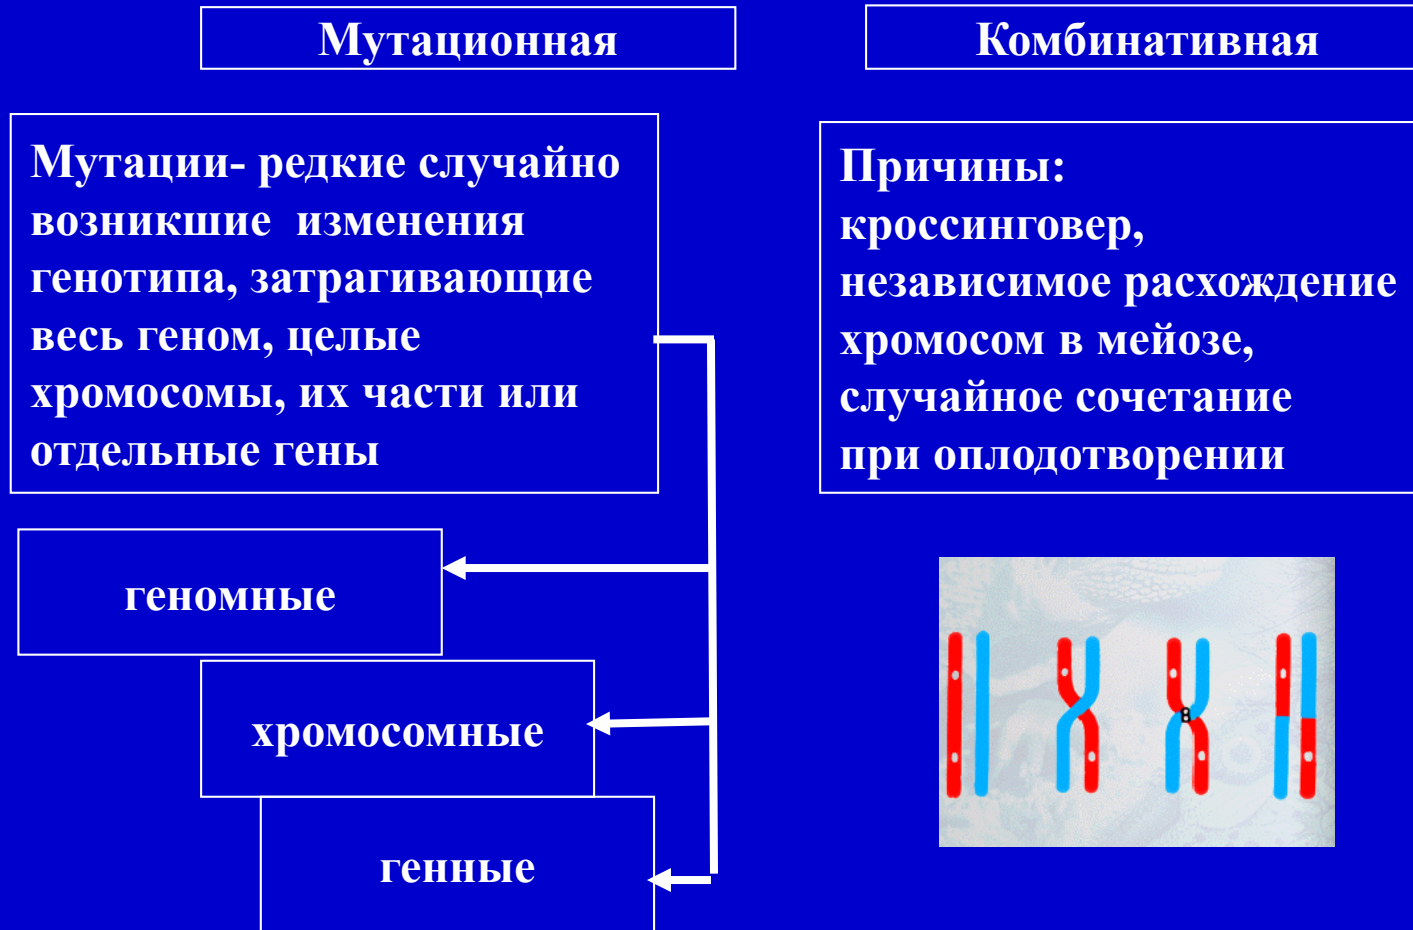 Мутационная
Комбинативная
Мутации- редкие случайно
возникшие  изменения
генотипа, затрагивающие
весь геном, целые
хромосомы, их части или
отдельные гены
Причины:
кроссинговер,
независимое расхождение
хромосом в мейозе,
случайное сочетание
при оплодотворении
геномные
хромосомные
генные